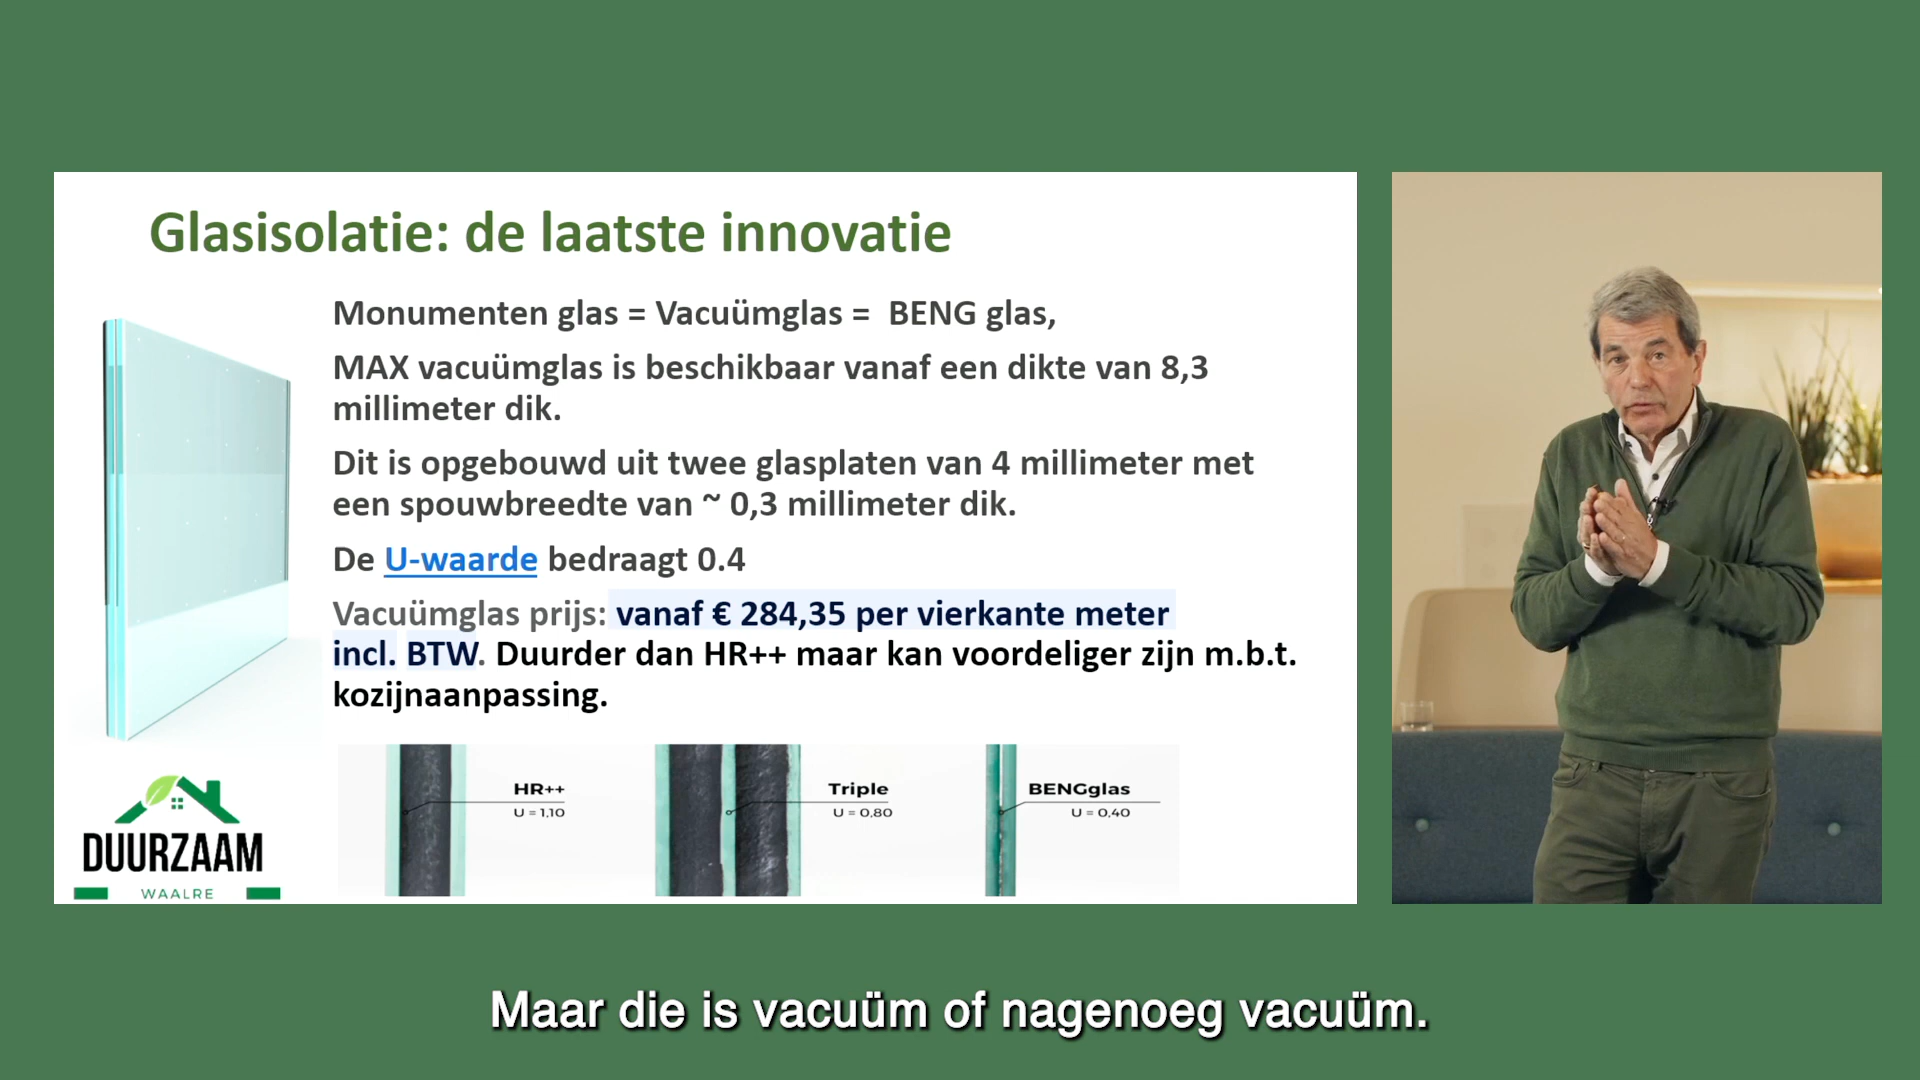 Glasisolatie: de laatste innovatie
Monumenten glas = Vacuümglas = BENG glas,
MAX vacuümglas is beschikbaar vanaf een dikte van 8,3
millimeter dik.
Dit is opgebouwd uit twee glasplaten van 4 millimeter met
een spouwbreedte van ~ 0,3 millimeter dik.
De U-waarde bedraagt 0.4
Vacuümglas prijs: vanaf € 284,35 per vierkante meter
incl. BTW. Duurder dan HR++ maar kan voordeliger zijn m.b.t.
kozijnaanpassing.
HR++
U = 1,10
Triple
U = 0,80
BENGglas
U = 0,40
DUURZAAM
WAALRE
Maar die is vacuüm of nagenoeg vacuüm.